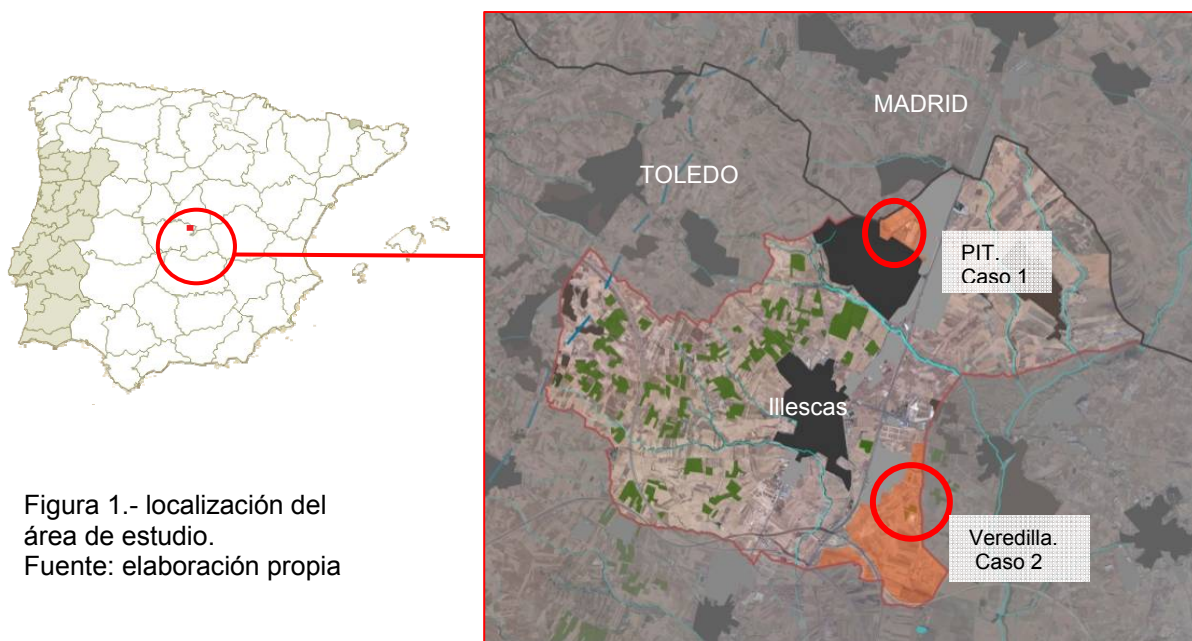 MADRID
TOLEDO
PIT.
Caso 1
Illescas
Veredilla.
Caso 2
Figura 1.- localización del
área de estudio.
Fuente: elaboración propia